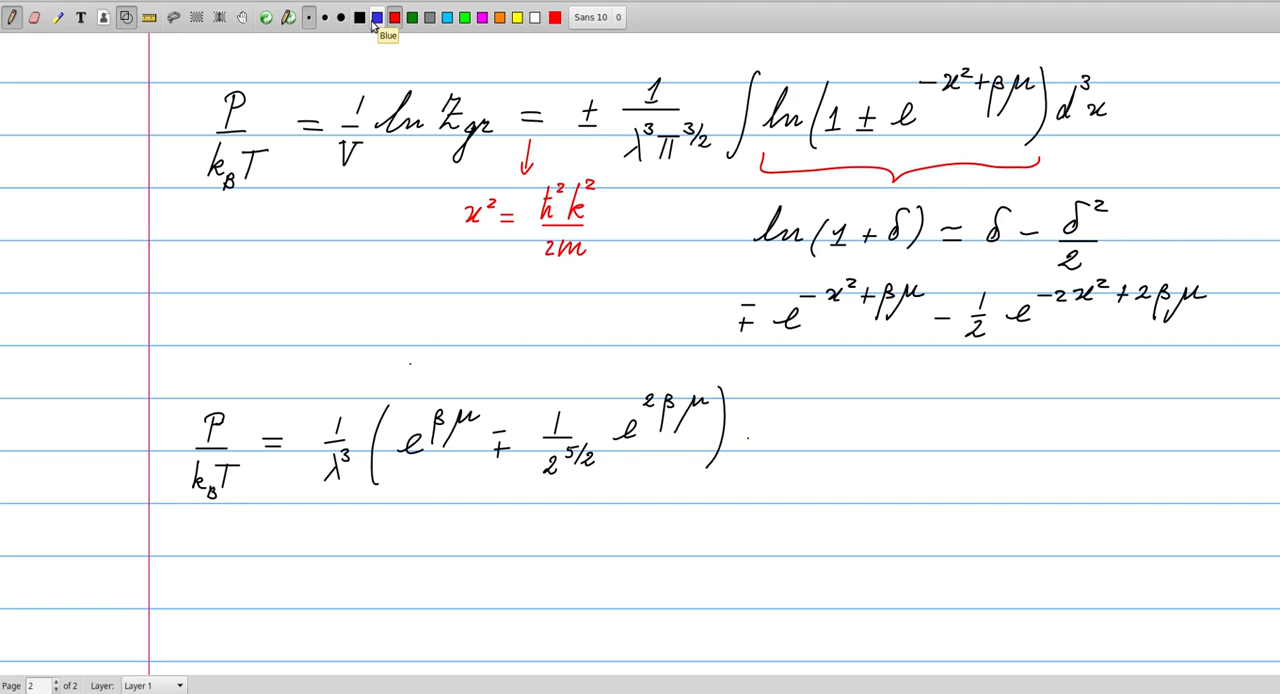 Sans 10 0
Blue
P/(k_B T) = 1/V ln Z_gr = ± 1/(λ³π^{3/2}) ∫ ln(1 ± e^{-x²+βμ}) d³x
x² = ħ²k²/2m
ln(1+δ) ≃ δ - δ²/2
∓ e^{-x²+βμ} - 1/2 e^{-2x²+2βμ}
P/(k_B T) = 1/λ³ (e^{βμ} ∓ 1/2^{5/2} e^{2βμ})
Page 2 of 2 Layer: Layer 1